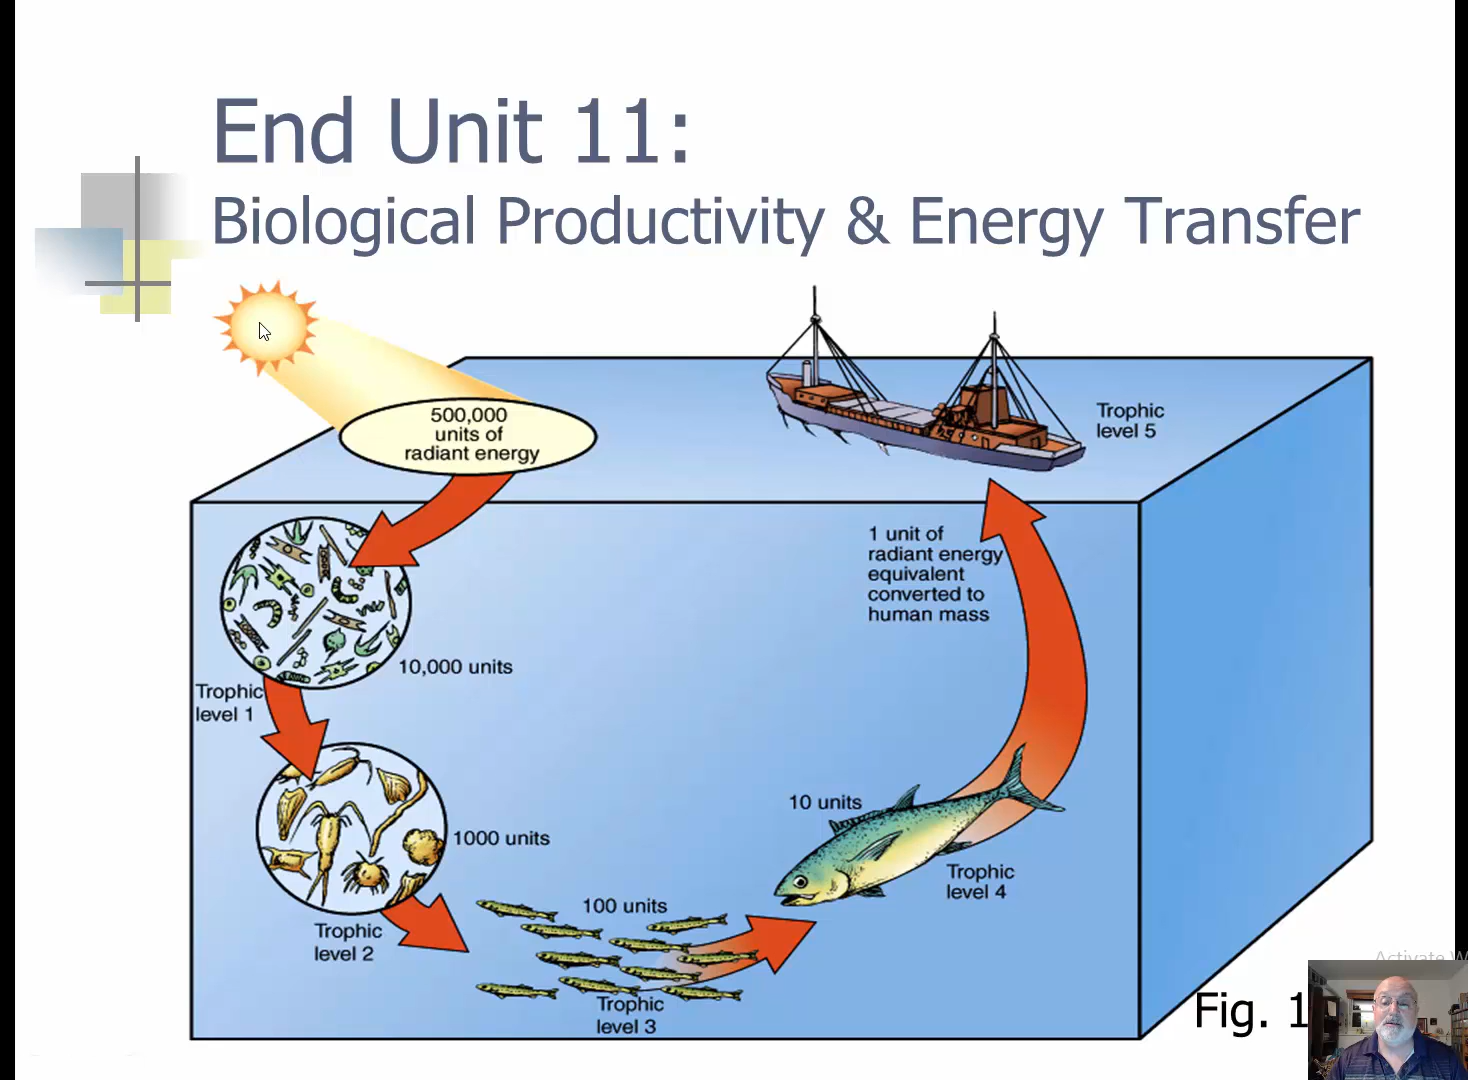 End Unit 11:
Biological Productivity & Energy Transfer
500,000
units of
radiant energy
Trophic
level 5
1 unit of
radiant energy
equivalent
converted to
human mass
10,000 units
Trophic
level 1
1000 units
Trophic
level 2
10 units
Trophic
level 4
100 units
Trophic
level 3
Activate
Fig. 1